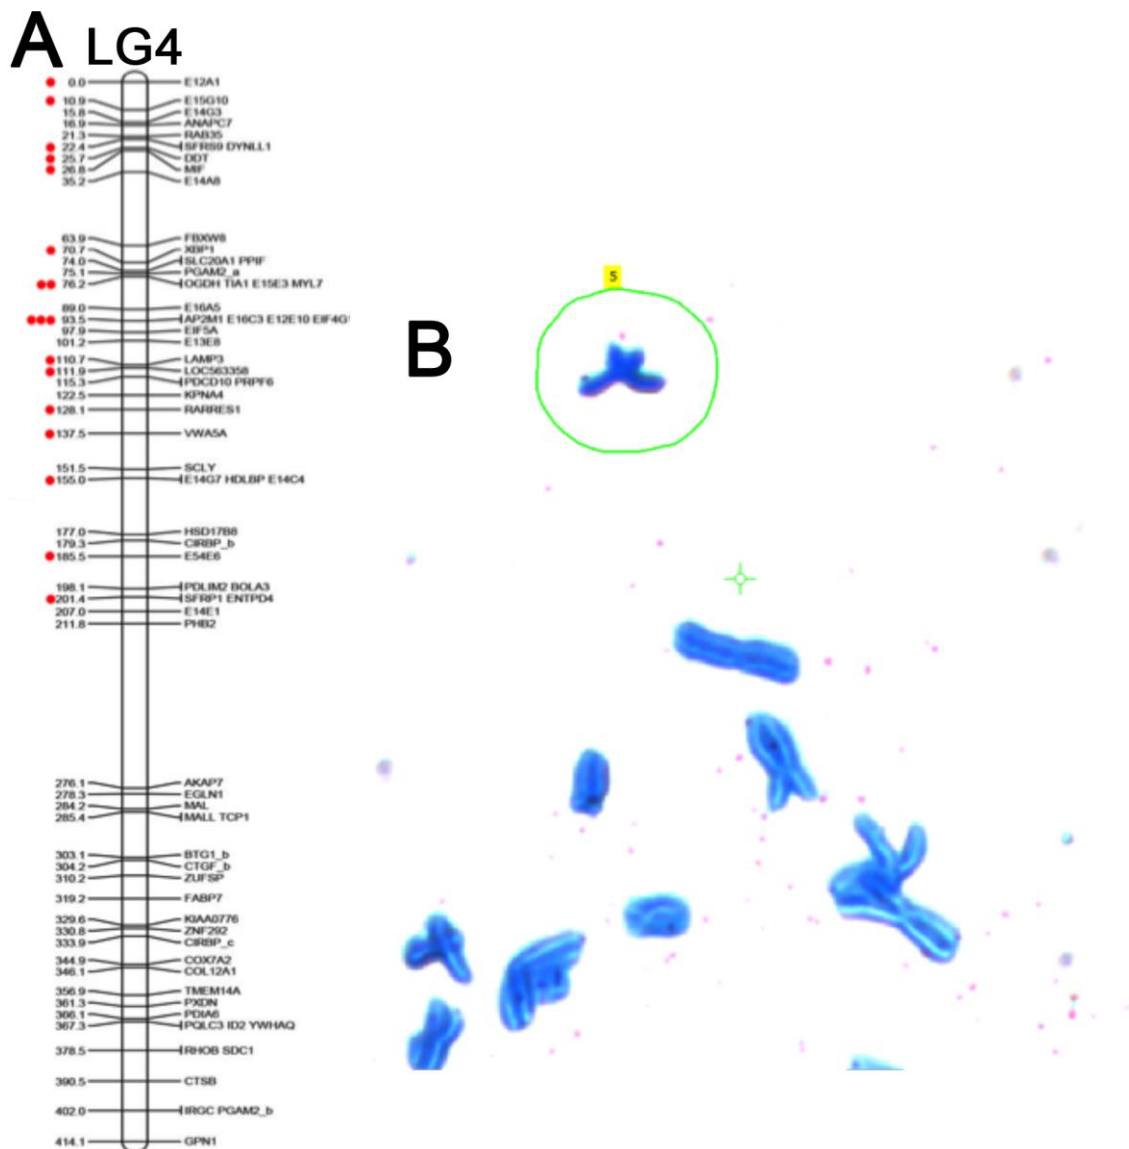 A LG4
0.0 E12A1
10.9 E15G10
15.8 E14G3
16.9 ANAPC7
21.3 RAB35
22.4 SFRS9 DYNLL1
25.7 DDT
26.8 MIF
35.2 E14A8
63.9 FBXW8
70.7 XBP1
74.0 SLC20A1 PPIF
75.1 PGAM2_a
76.2 OGDH TIA1 E15E3 MYL7
89.0 E16A5
93.5 AP2M1 E16C3 E12E10 EIF4G
97.9 EIF5A
101.2 E13E8
110.7 LAMP3
111.9 LOC563358
115.3 PDCD10 PRPF6
122.5 KPNA4
128.1 RARRES1
137.5 VWA5A
151.5 SCLY
155.0 E14G7 HDLBP E14C4
177.0 HSD17B8
179.3 CIRBP_b
185.5 E54E6
198.1 PDLIM2 BOLA3
201.4 SFRP1 ENTPD4
207.0 E14E1
211.8 PHB2
276.1 AKAP7
278.3 EGLN1
284.2 MAL
285.4 MALL TCP1
303.1 BTG1_b
304.2 CTGF_b
310.2 ZUFSP
319.2 FABP7
329.6 KIAA0776
330.8 ZNF292
333.9 CIRBP_c
344.9 COX7A2
346.1 COL12A1
356.9 TMEM14A
361.3 PXDN
366.1 PDIA6
367.3 PQLC3 ID2 YWHAQ
378.5 RHOB SDC1
390.5 CTSB
402.0 IRGC PGAM2_b
414.1 GPN1
B
5